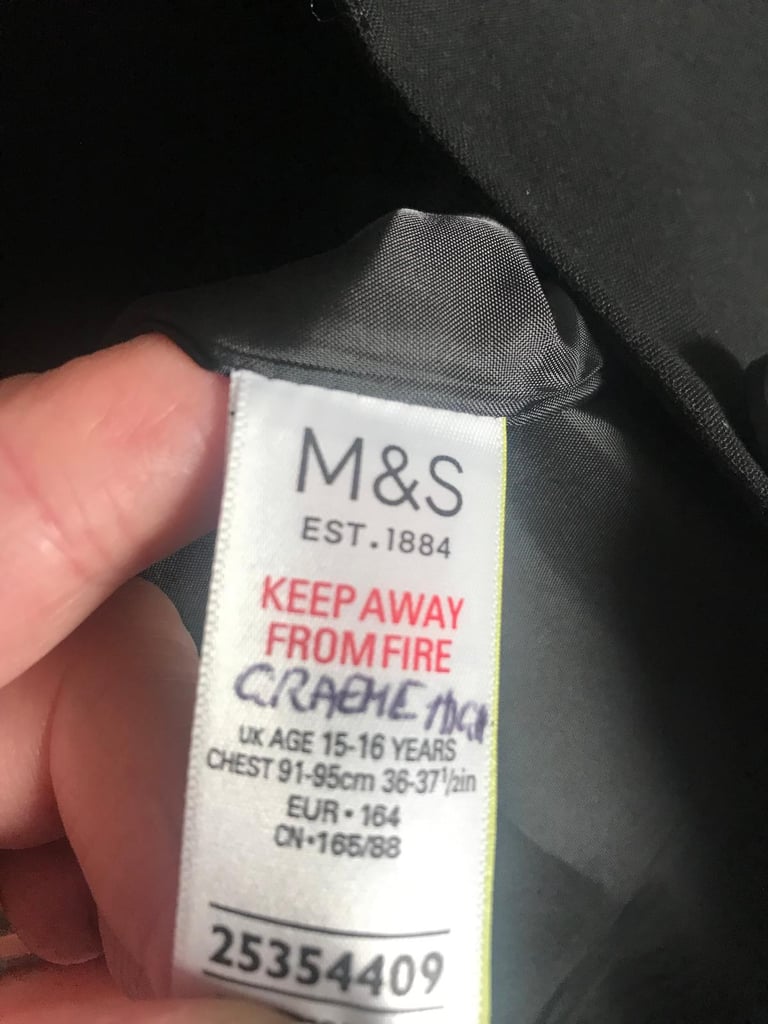 M&S
EST.1884
KEEP AWAY
FROM FIRE
GRAEME
UK AGE 15-16 YEARS
CHEST 91-95cm 36-37½in
EUR•164
CN•165/88
25354409